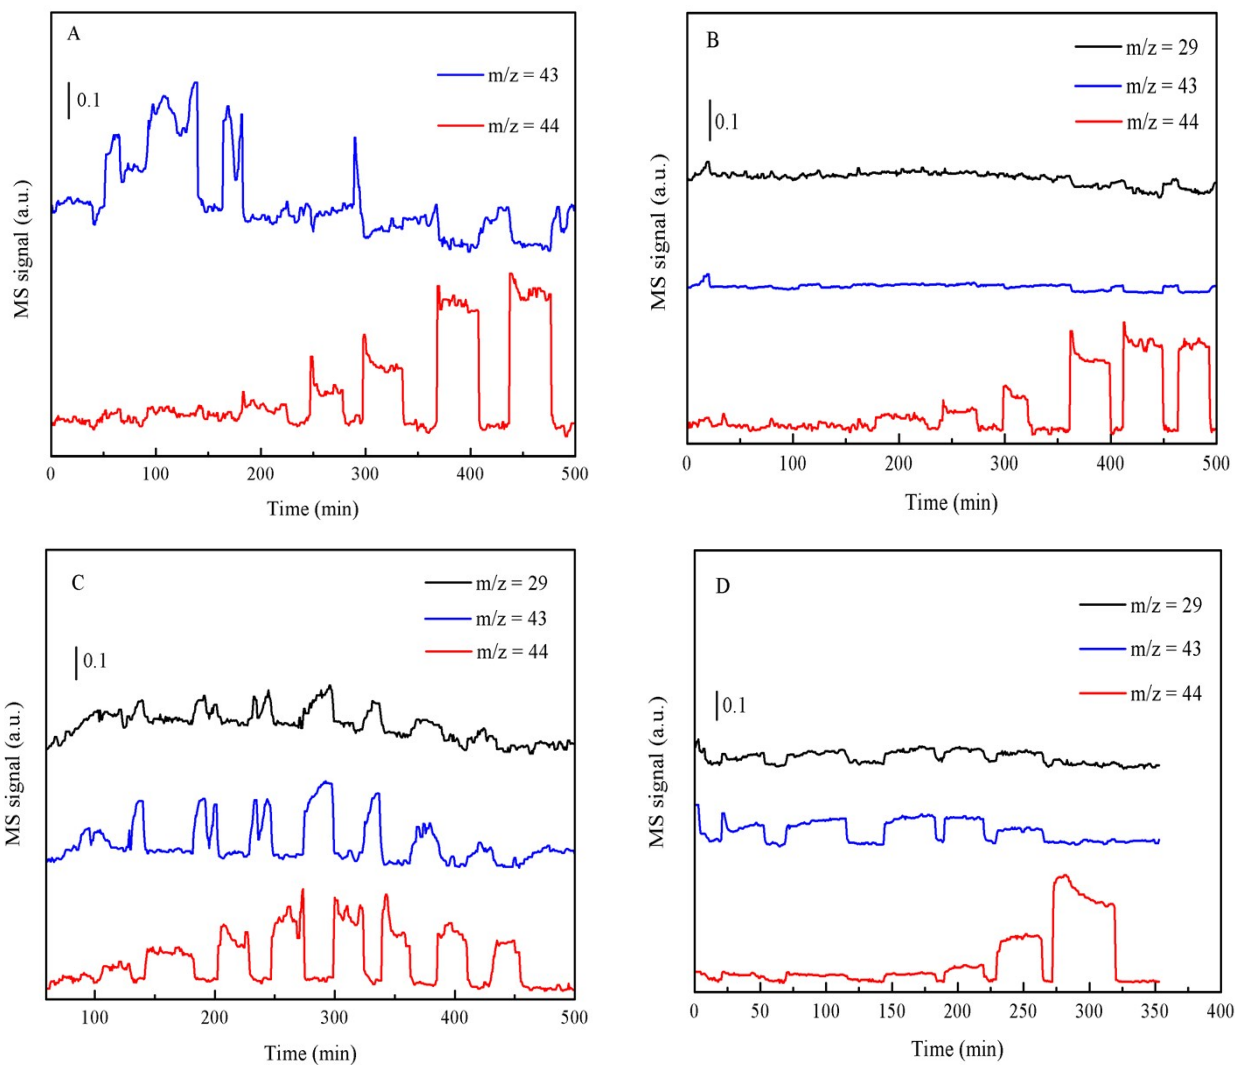 A
m/z = 43
0.1
m/z = 44
MS signal (a.u.)
0 100 200 300 400 500
Time (min)
B
m/z = 29
m/z = 43
0.1
m/z = 44
MS signal (a.u.)
0 100 200 300 400 500
Time (min)
C
m/z = 29
m/z = 43
0.1
m/z = 44
MS signal (a.u.)
100 200 300 400 500
Time (min)
D
m/z = 29
m/z = 43
m/z = 44
0.1
MS signal (a.u.)
0 50 100 150 200 250 300 350 400
Time (min)